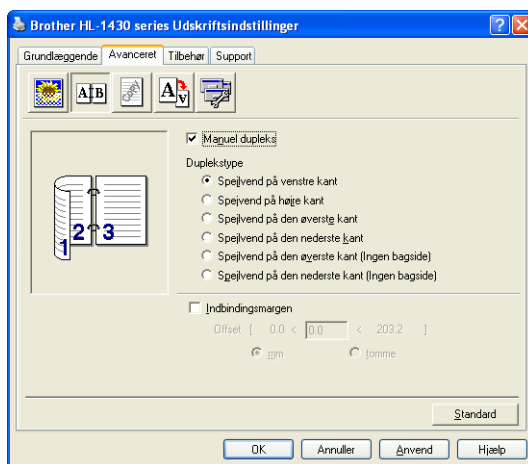 Brother HL-1430 series Udskriftsindstillinger
Grundlæggende Avanceret Tilbehør Support
Manuel dupleks
Duplekstype
Spejlvend på venstre kant
Spejvend på højre kant
Spejlvend på den øverste kant
Spejlvend på den nederste kant
Spejlvend på den øverste kant (Ingen bagside)
Spejlvend på den nederste kant (Ingen bagside)
1 2 3
Indbindingsmargen
Offset [ 0.0 < 0.0 < 203.2 ]
mm tomme
Standard
OK Annuller Anvend Hjælp